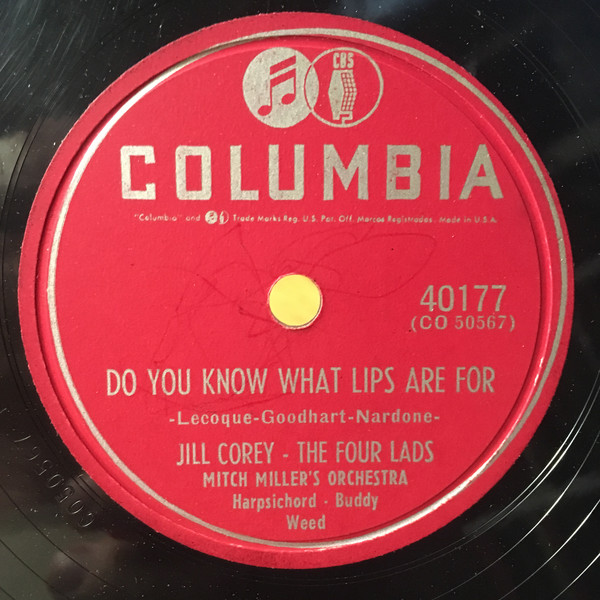 CBS
COLUMBIA
"Columbia" and Trade Marks Reg. U.S. Pat. Off. Marcas Registradas. Made in U.S.A.
40177
(CO 50567)
DO YOU KNOW WHAT LIPS ARE FOR
-Lecoque-Goodhart-Nardone-
JILL COREY - THE FOUR LADS
MITCH MILLER'S ORCHESTRA
Harpsichord - Buddy
Weed